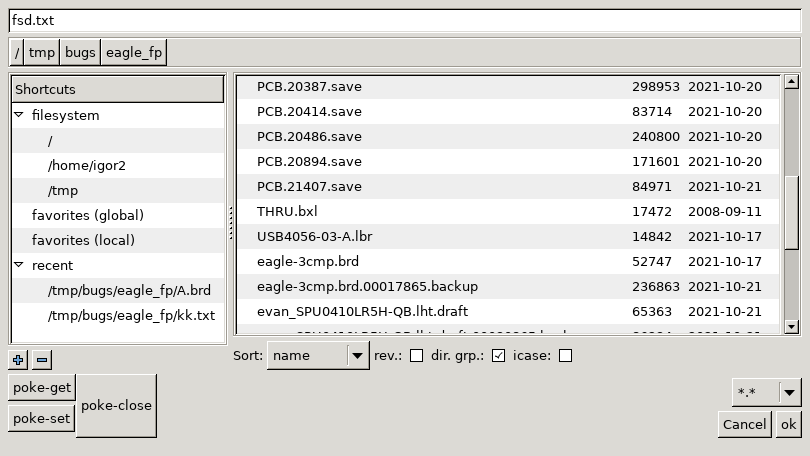 fsd.txt
/ tmp bugs eagle_fp
Shortcuts
filesystem
/
/home/igor2
/tmp
favorites (global)
favorites (local)
recent
/tmp/bugs/eagle_fp/A.brd
/tmp/bugs/eagle_fp/kk.txt
PCB.20387.save 298953 2021-10-20
PCB.20414.save 83714 2021-10-20
PCB.20486.save 240800 2021-10-20
PCB.20894.save 171601 2021-10-20
PCB.21407.save 84971 2021-10-21
THRU.bxl 17472 2008-09-11
USB4056-03-A.lbr 14842 2021-10-17
eagle-3cmp.brd 52747 2021-10-17
eagle-3cmp.brd.00017865.backup 236863 2021-10-21
evan_SPU0410LR5H-QB.lht.draft 65363 2021-10-21
Sort: name rev.: dir. grp.: icase:
poke-get
poke-set
poke-close
*.*
Cancel ok